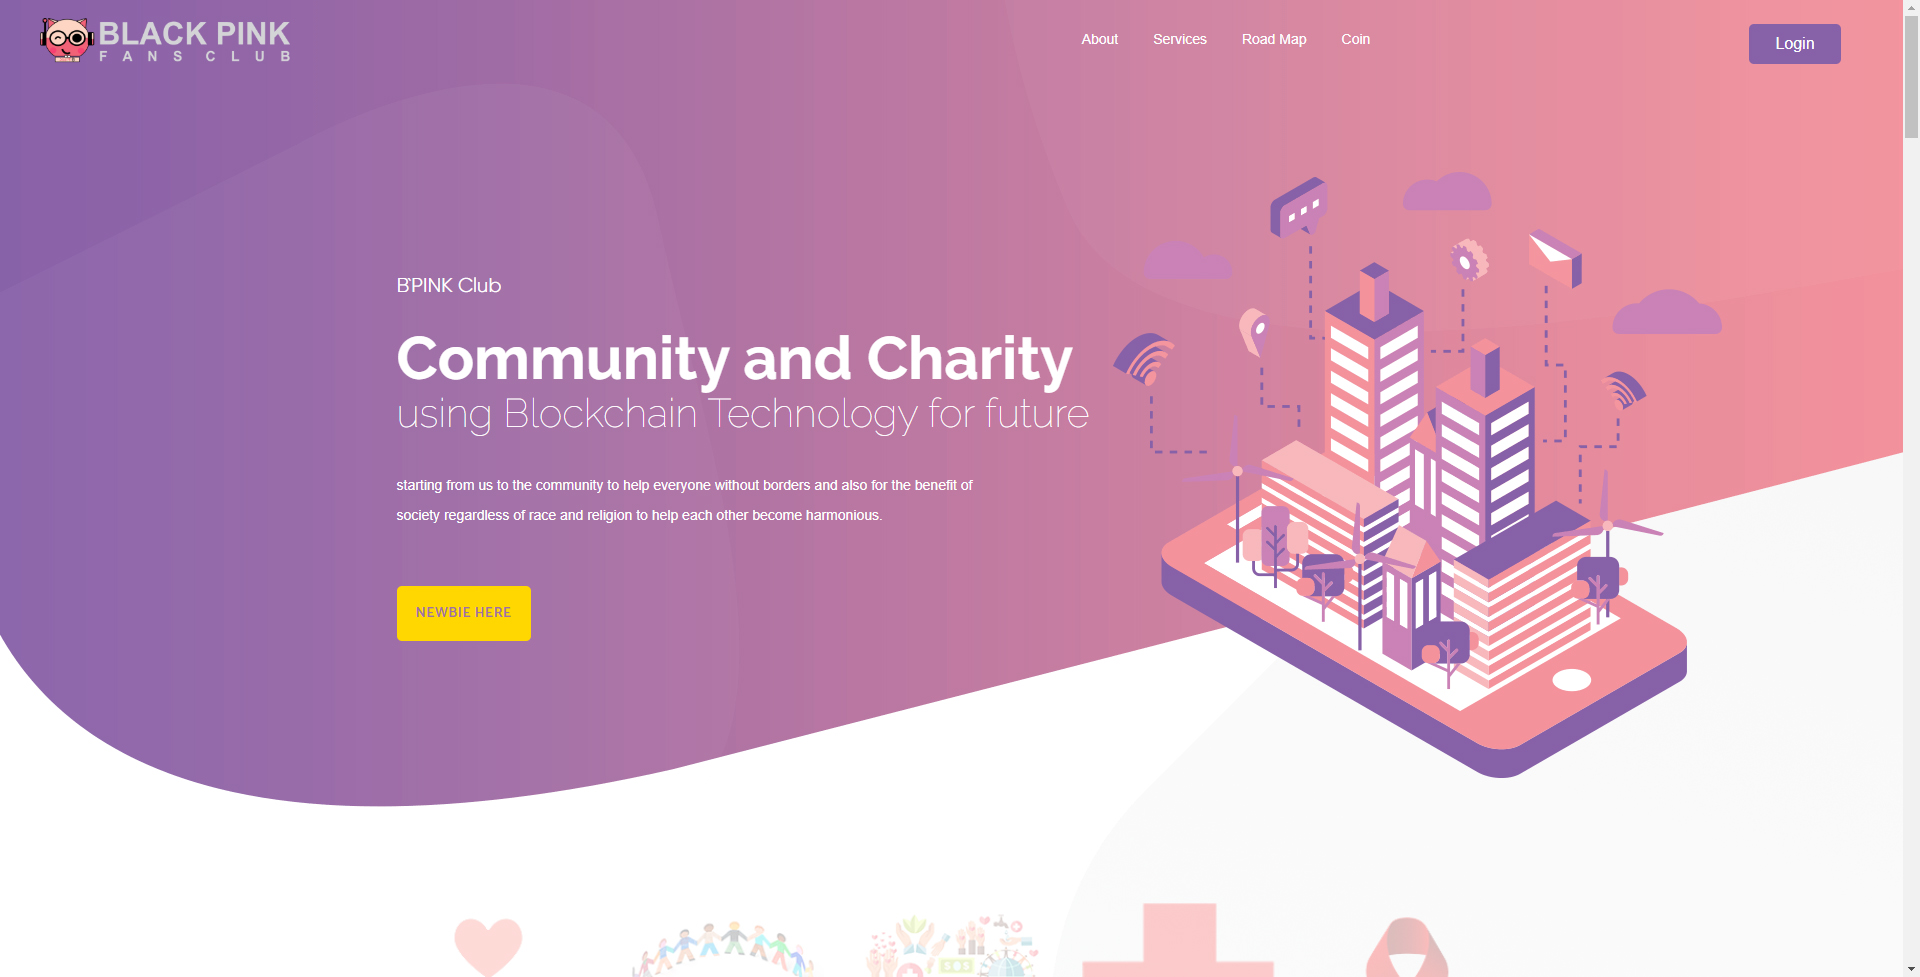 BLACK PINK
FANS CLUB
About
Services
Road Map
Coin
Login
B'PINK Club
Community and Charity
using Blockchain Technology for future
starting from us to the community to help everyone without borders and also for the benefit of
society regardless of race and religion to help each other become harmonious.
NEWBIE HERE